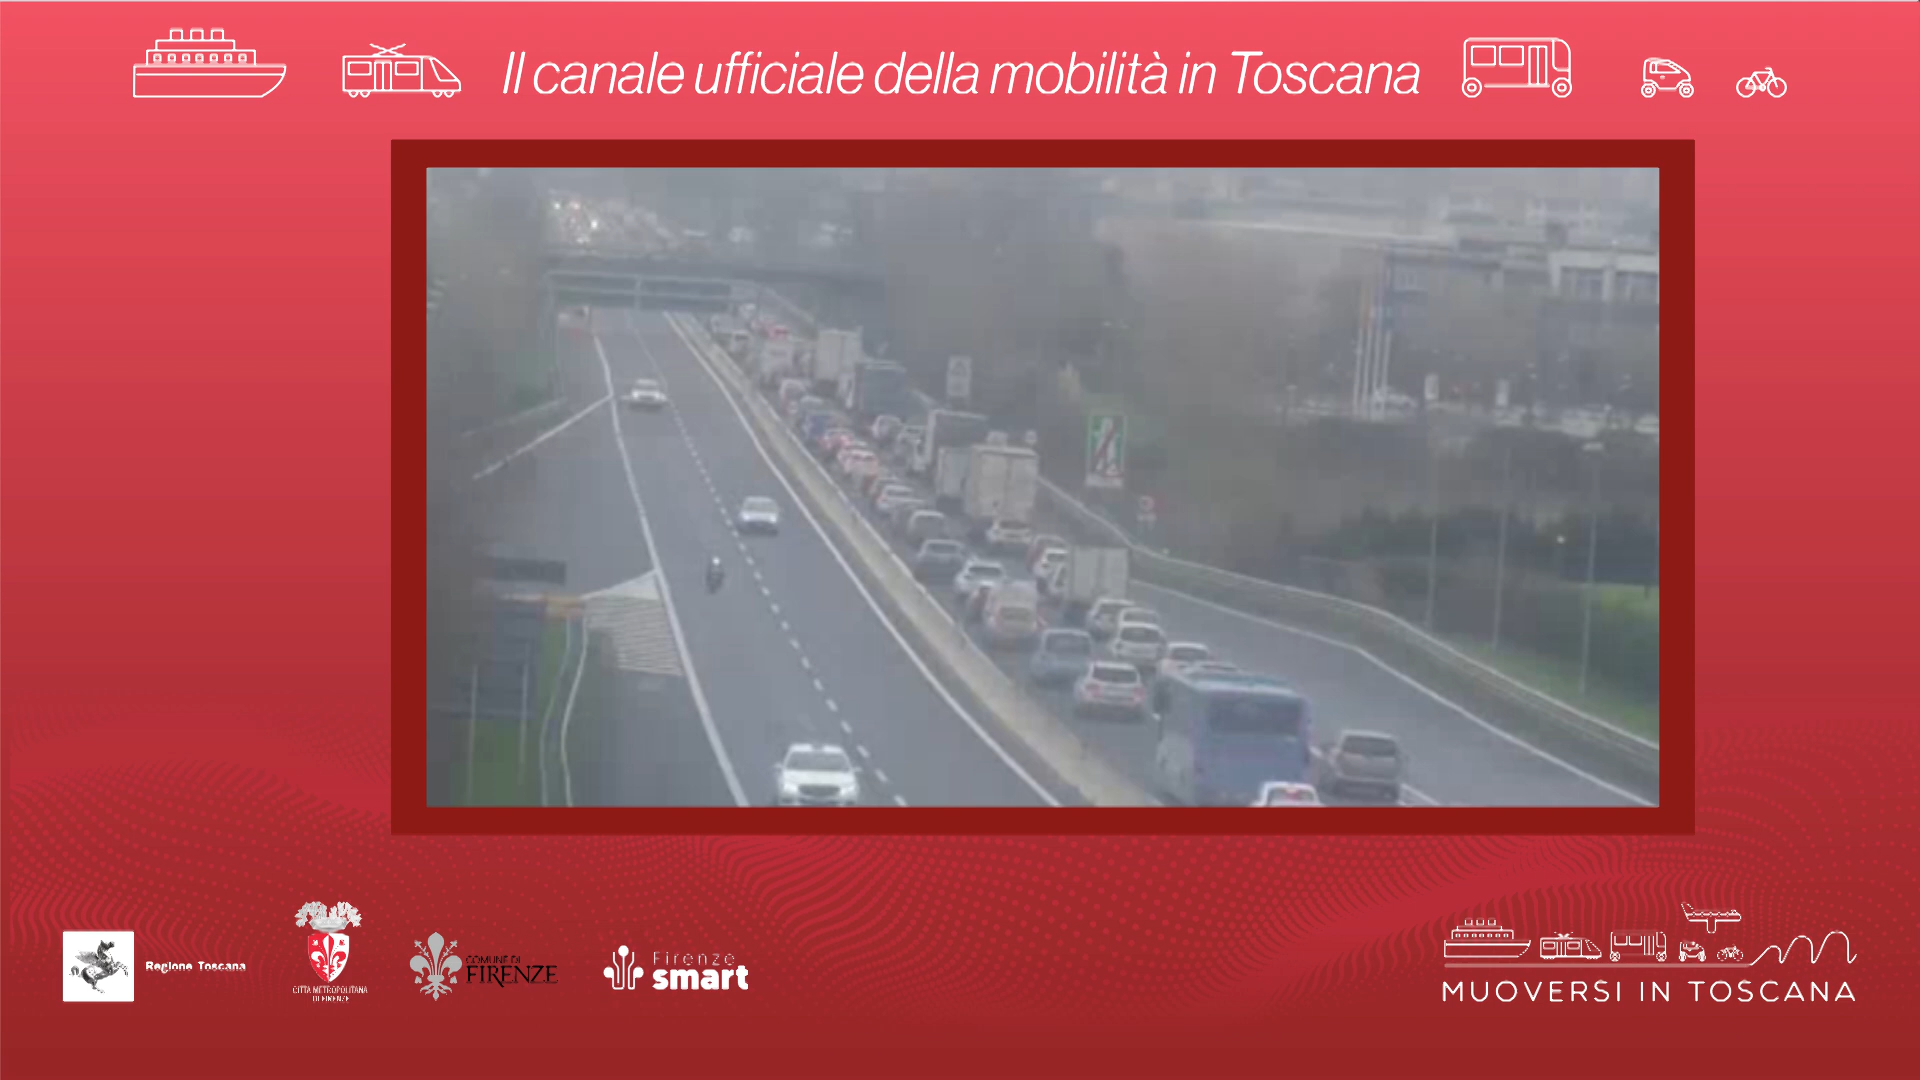 Il canale ufficiale della mobilità in Toscana
Regione Toscana
CITTÀ METROPOLITANA
DI FIRENZE
COMUNE DI
FIRENZE
Firenze
smart
MUOVERSI IN TOSCANA